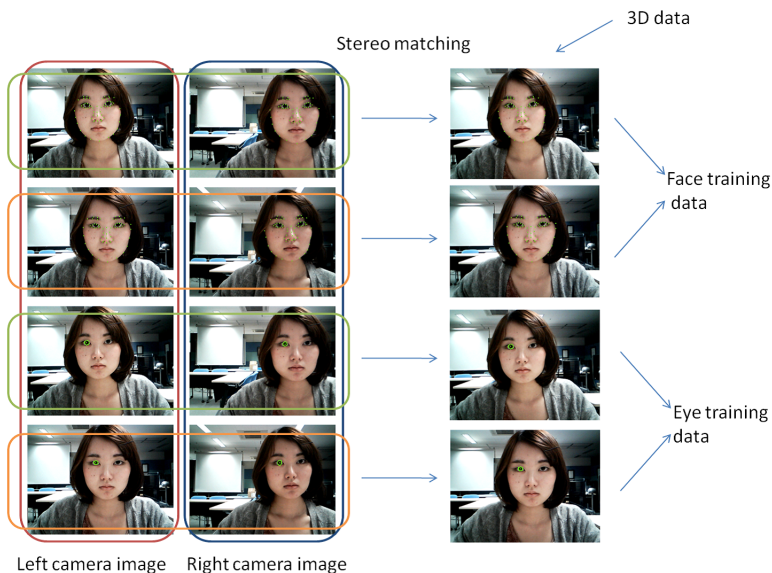 3D data
Stereo matching
Face training
data
Eye training
data
Left camera image
Right camera image